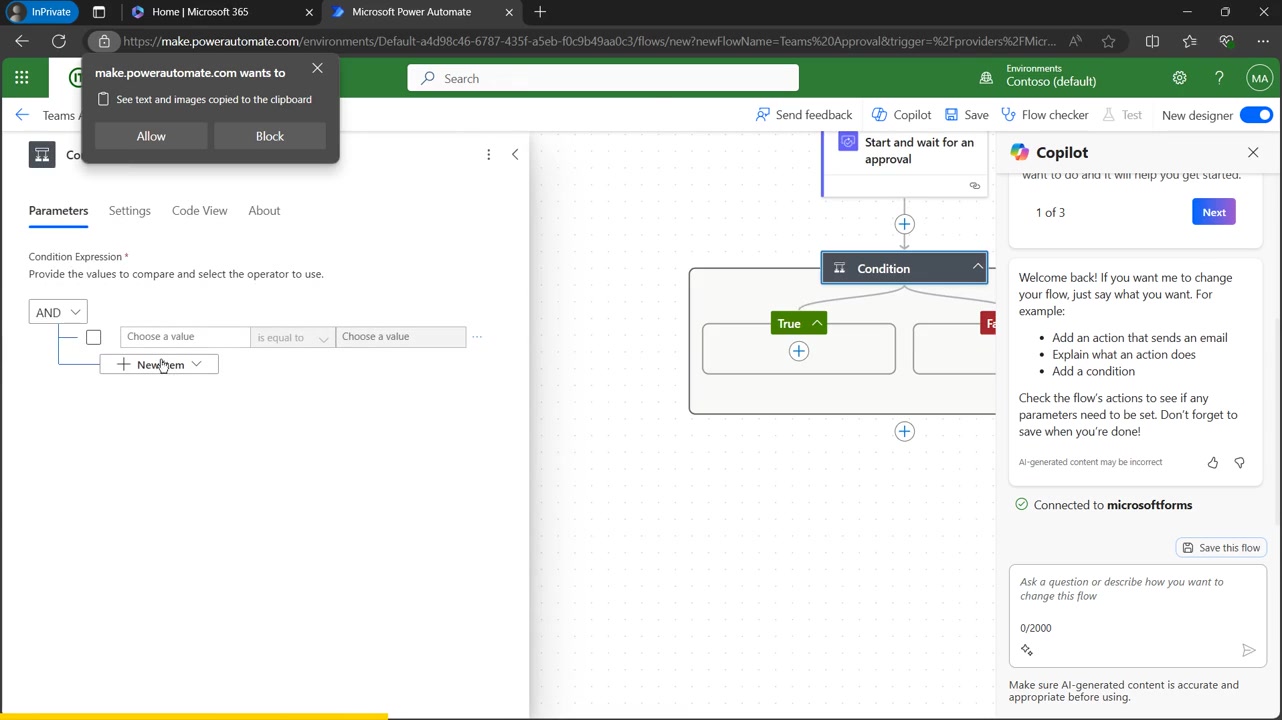 InPrivate
Home | Microsoft 365
Microsoft Power Automate
https://make.powerautomate.com/environments/Default-a4d98c46-6787-435f-a5eb-f0c9b49aa0c3/flows/new?newFlowName=Teams%20Approval&trigger=%2Fproviders%2FMicr...
make.powerautomate.com wants to
See text and images copied to the clipboard
Allow
Block
Search
Environments
Contoso (default)
MA
Teams A
Send feedback
Copilot
Save
Flow checker
Test
New designer
Co
Parameters
Settings
Code View
About
Condition Expression *
Provide the values to compare and select the operator to use.
AND
Choose a value
is equal to
Choose a value
New item
Start and wait for an
approval
Condition
True
Fa
Copilot
want to do and it will help you get started.
1 of 3
Next
Welcome back! If you want me to change
your flow, just say what you want. For
example:
• Add an action that sends an email
• Explain what an action does
• Add a condition
Check the flow's actions to see if any
parameters need to be set. Don't forget to
save when you're done!
AI-generated content may be incorrect
Connected to microsoftforms
Save this flow
Ask a question or describe how you want to
change this flow
0/2000
Make sure AI-generated content is accurate and
appropriate before using.